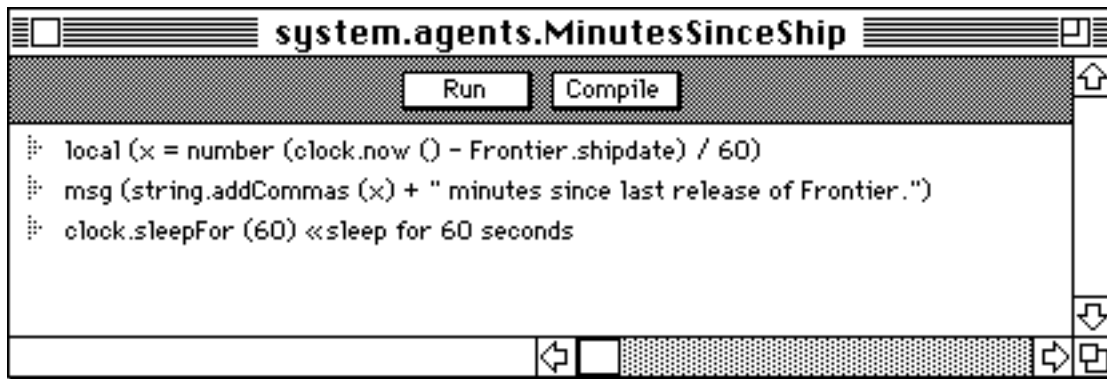 system.agents.MinutesSinceShip
Run Compile
local (x = number (clock.now () - Frontier.shipdate) / 60)
msg (string.addCommas (x) + " minutes since last release of Frontier.")
clock.sleepFor (60) «sleep for 60 seconds